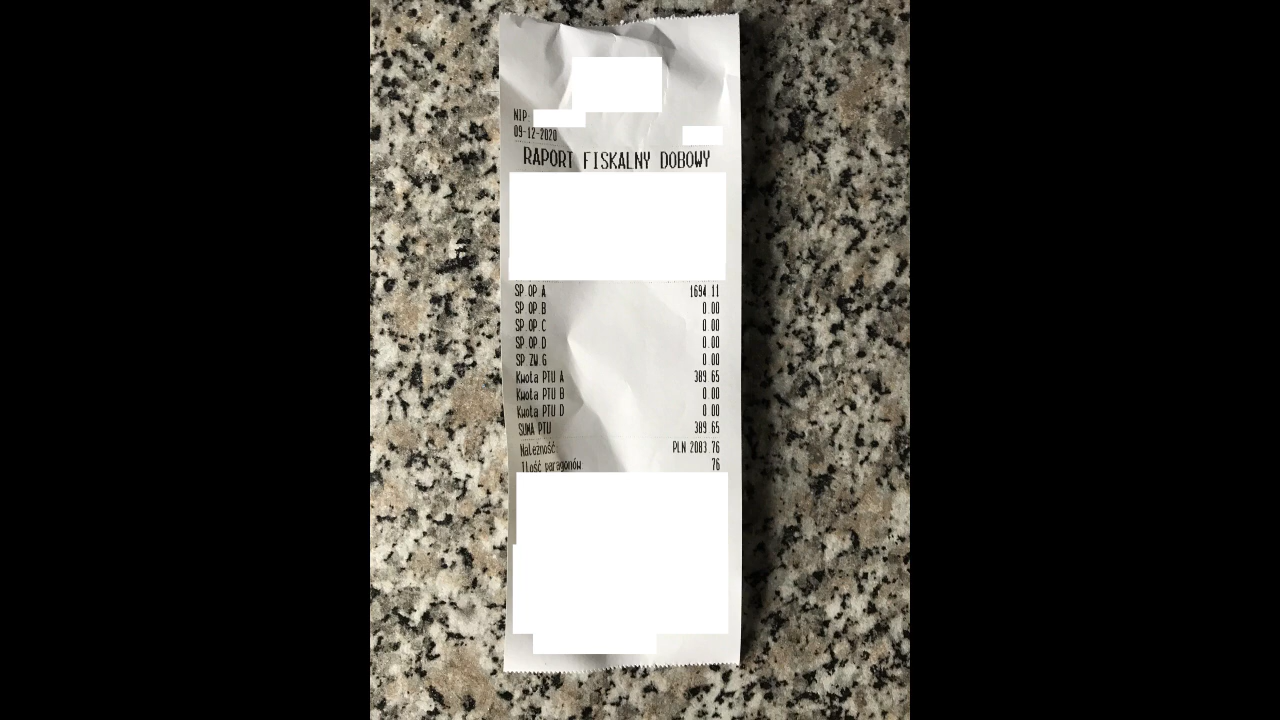 NIP
09-12-2020
RAPORT FISKALNY DOBOWY
SP OP A 1694 11
SP OP B 0.00
SP OP C 0.00
SP OP D 0.00
SP ZW G 0 00
Kwota PTU A 389 65
Kwota PTU B 0.00
Kwota PTU D 0 00
SUMA PTU 389 65
Należność PLN 2083 76
Ilość paragonów 76